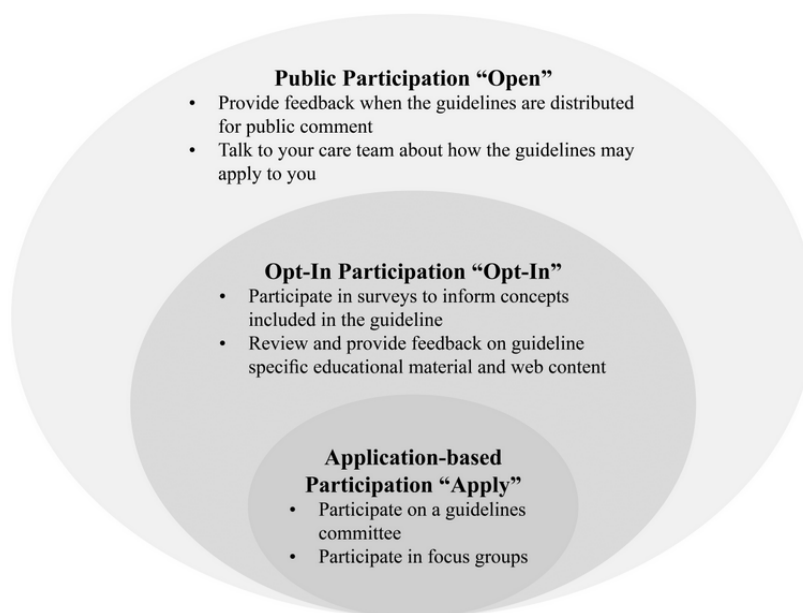 Public Participation “Open”
• Provide feedback when the guidelines are distributed
for public comment
• Talk to your care team about how the guidelines may
apply to you
Opt-In Participation “Opt-In”
• Participate in surveys to inform concepts
included in the guideline
• Review and provide feedback on guideline
specific educational material and web content
Application-based
Participation “Apply”
• Participate on a guidelines
committee
• Participate in focus groups